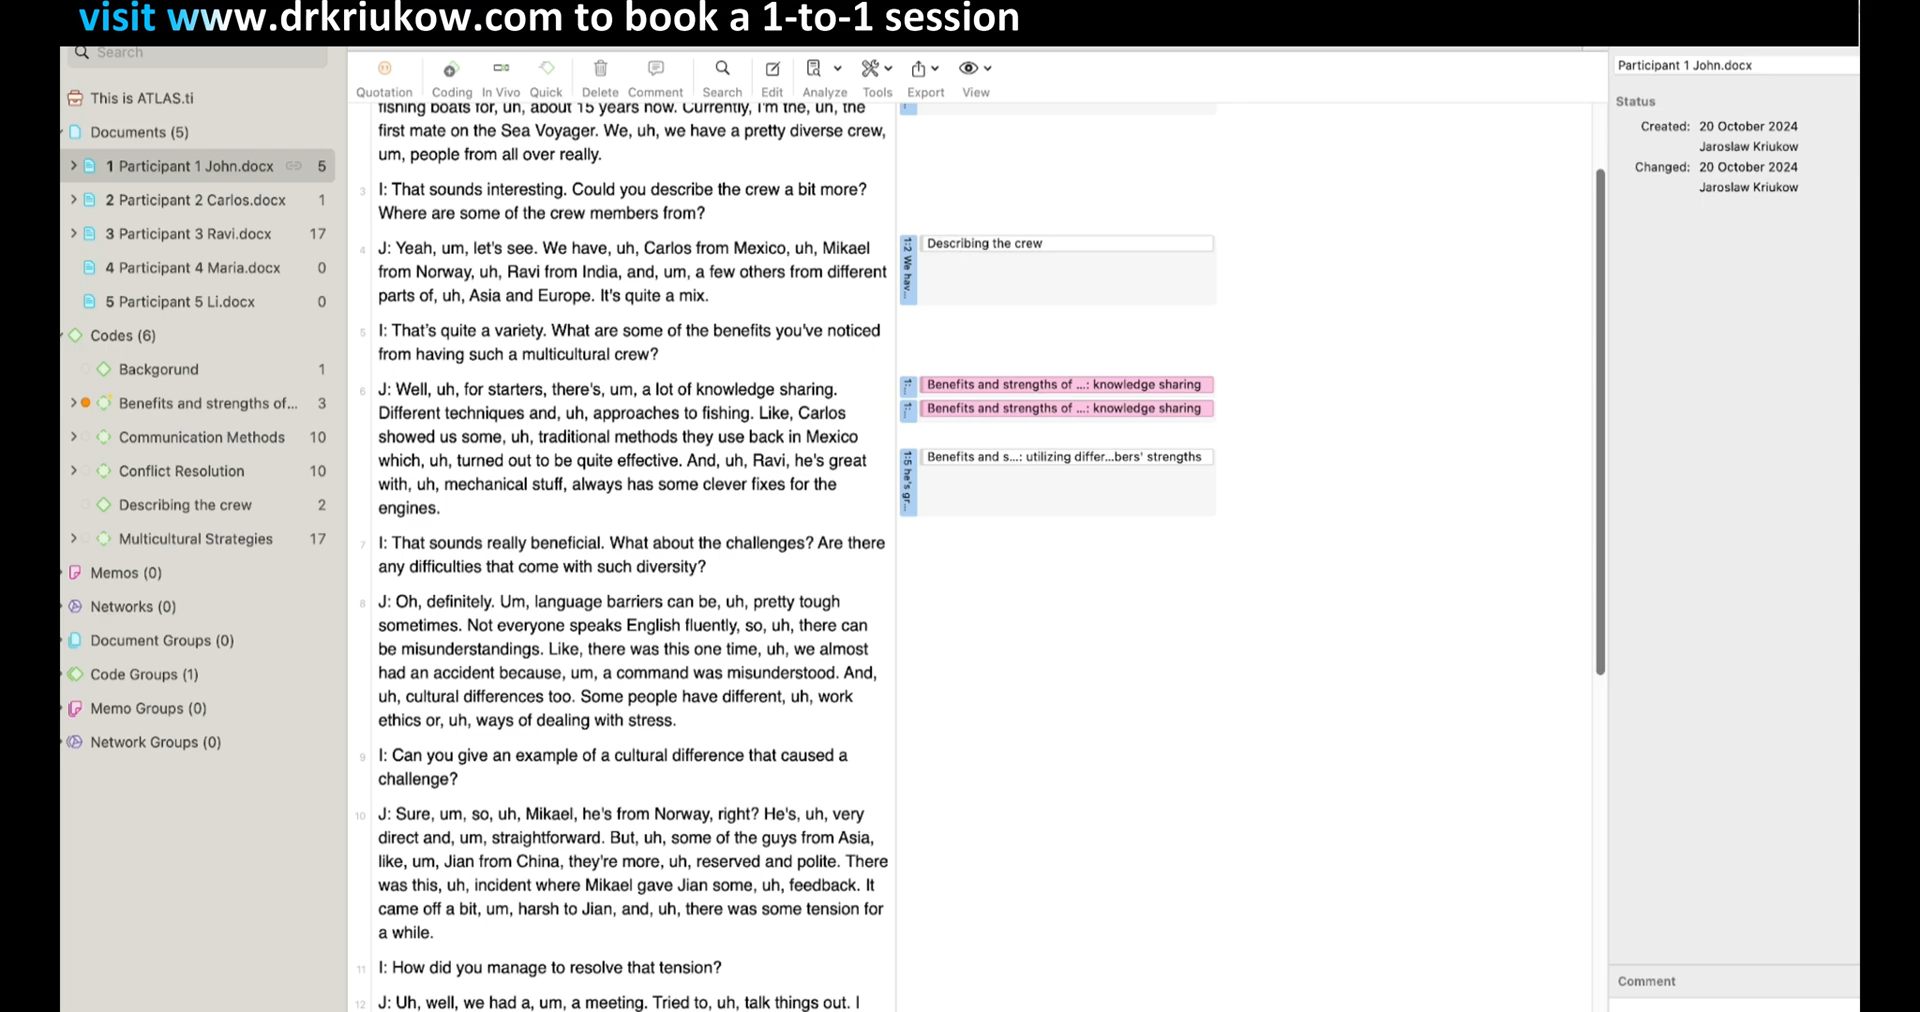 visit www.drkriukow.com to book a 1-to-1 session
Search
This is ATLAS.ti
Documents (5)
1 Participant 1 John.docx 5
2 Participant 2 Carlos.docx 1
3 Participant 3 Ravi.docx 17
4 Participant 4 Maria.docx 0
5 Participant 5 Li.docx 0
Codes (6)
Backgorund 1
Benefits and strengths of... 3
Communication Methods 10
Conflict Resolution 10
Describing the crew 2
Multicultural Strategies 17
Memos (0)
Networks (0)
Document Groups (0)
Code Groups (1)
Memo Groups (0)
Network Groups (0)
Quotation Coding In Vivo Quick Delete Comment Search Edit Analyze Tools Export View
fishing boats for, uh, about 15 years now. Currently, I'm the, uh, the
first mate on the Sea Voyager. We, uh, we have a pretty diverse crew,
um, people from all over really.
3 I: That sounds interesting. Could you describe the crew a bit more?
Where are some of the crew members from?
4 J: Yeah, um, let's see. We have, uh, Carlos from Mexico, uh, Mikael
from Norway, uh, Ravi from India, and, um, a few others from different
parts of, uh, Asia and Europe. It's quite a mix.
5 I: That's quite a variety. What are some of the benefits you've noticed
from having such a multicultural crew?
6 J: Well, uh, for starters, there's, um, a lot of knowledge sharing.
Different techniques and, uh, approaches to fishing. Like, Carlos
showed us some, uh, traditional methods they use back in Mexico
which, uh, turned out to be quite effective. And, uh, Ravi, he's great
with, uh, mechanical stuff, always has some clever fixes for the
engines.
7 I: That sounds really beneficial. What about the challenges? Are there
any difficulties that come with such diversity?
8 J: Oh, definitely. Um, language barriers can be, uh, pretty tough
sometimes. Not everyone speaks English fluently, so, uh, there can
be misunderstandings. Like, there was this one time, uh, we almost
had an accident because, um, a command was misunderstood. And,
uh, cultural differences too. Some people have different, uh, work
ethics or, uh, ways of dealing with stress.
9 I: Can you give an example of a cultural difference that caused a
challenge?
10 J: Sure, um, so, uh, Mikael, he's from Norway, right? He's, uh, very
direct and, um, straightforward. But, uh, some of the guys from Asia,
like, um, Jian from China, they're more, uh, reserved and polite. There
was this, uh, incident where Mikael gave Jian some, uh, feedback. It
came off a bit, um, harsh to Jian, and, uh, there was some tension for
a while.
11 I: How did you manage to resolve that tension?
12 J: Uh, well, we had a, um, a meeting. Tried to, uh, talk things out. I
1:2 We hav...
Describing the crew
1:...
Benefits and strengths of ...: knowledge sharing
1:...
Benefits and strengths of ...: knowledge sharing
1:5 he's gr...
Benefits and s...: utilizing differ...bers' strengths
Participant 1 John.docx
Status
Created: 20 October 2024
Jaroslaw Kriukow
Changed: 20 October 2024
Jaroslaw Kriukow
Comment